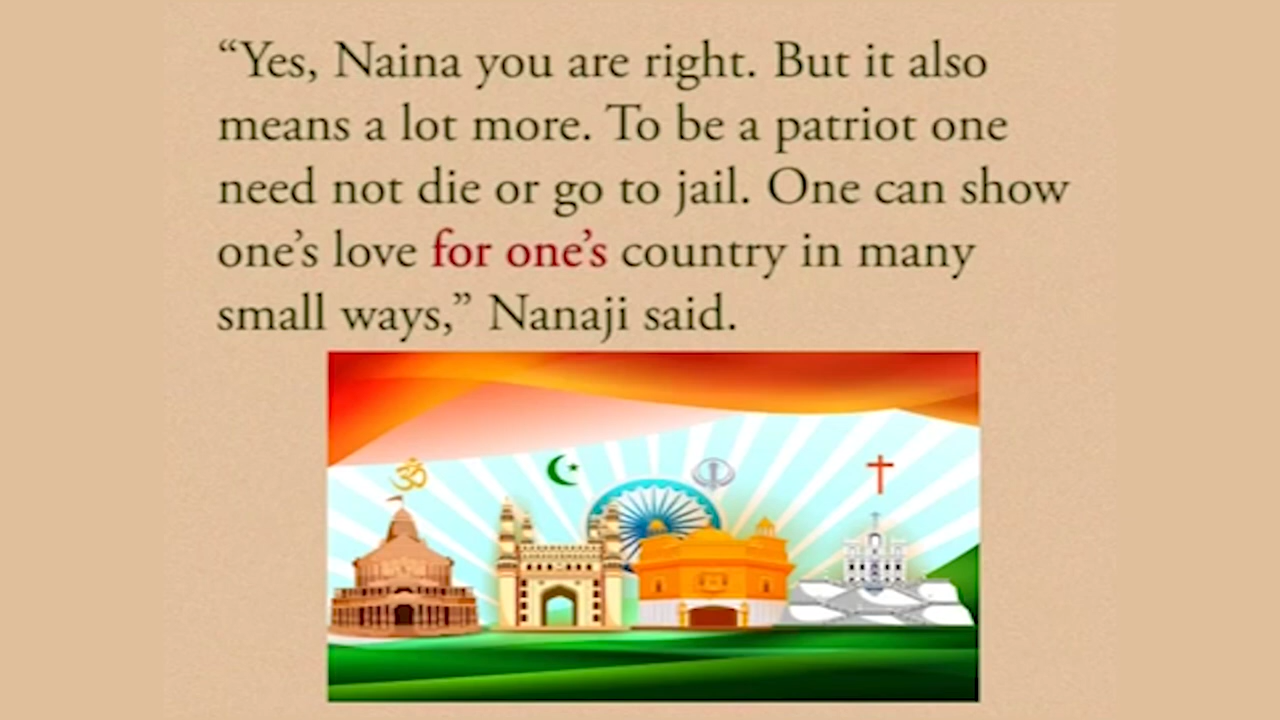 “Yes, Naina you are right. But it also
means a lot more. To be a patriot one
need not die or go to jail. One can show
one’s love for one’s country in many
small ways,” Nanaji said.
ॐ